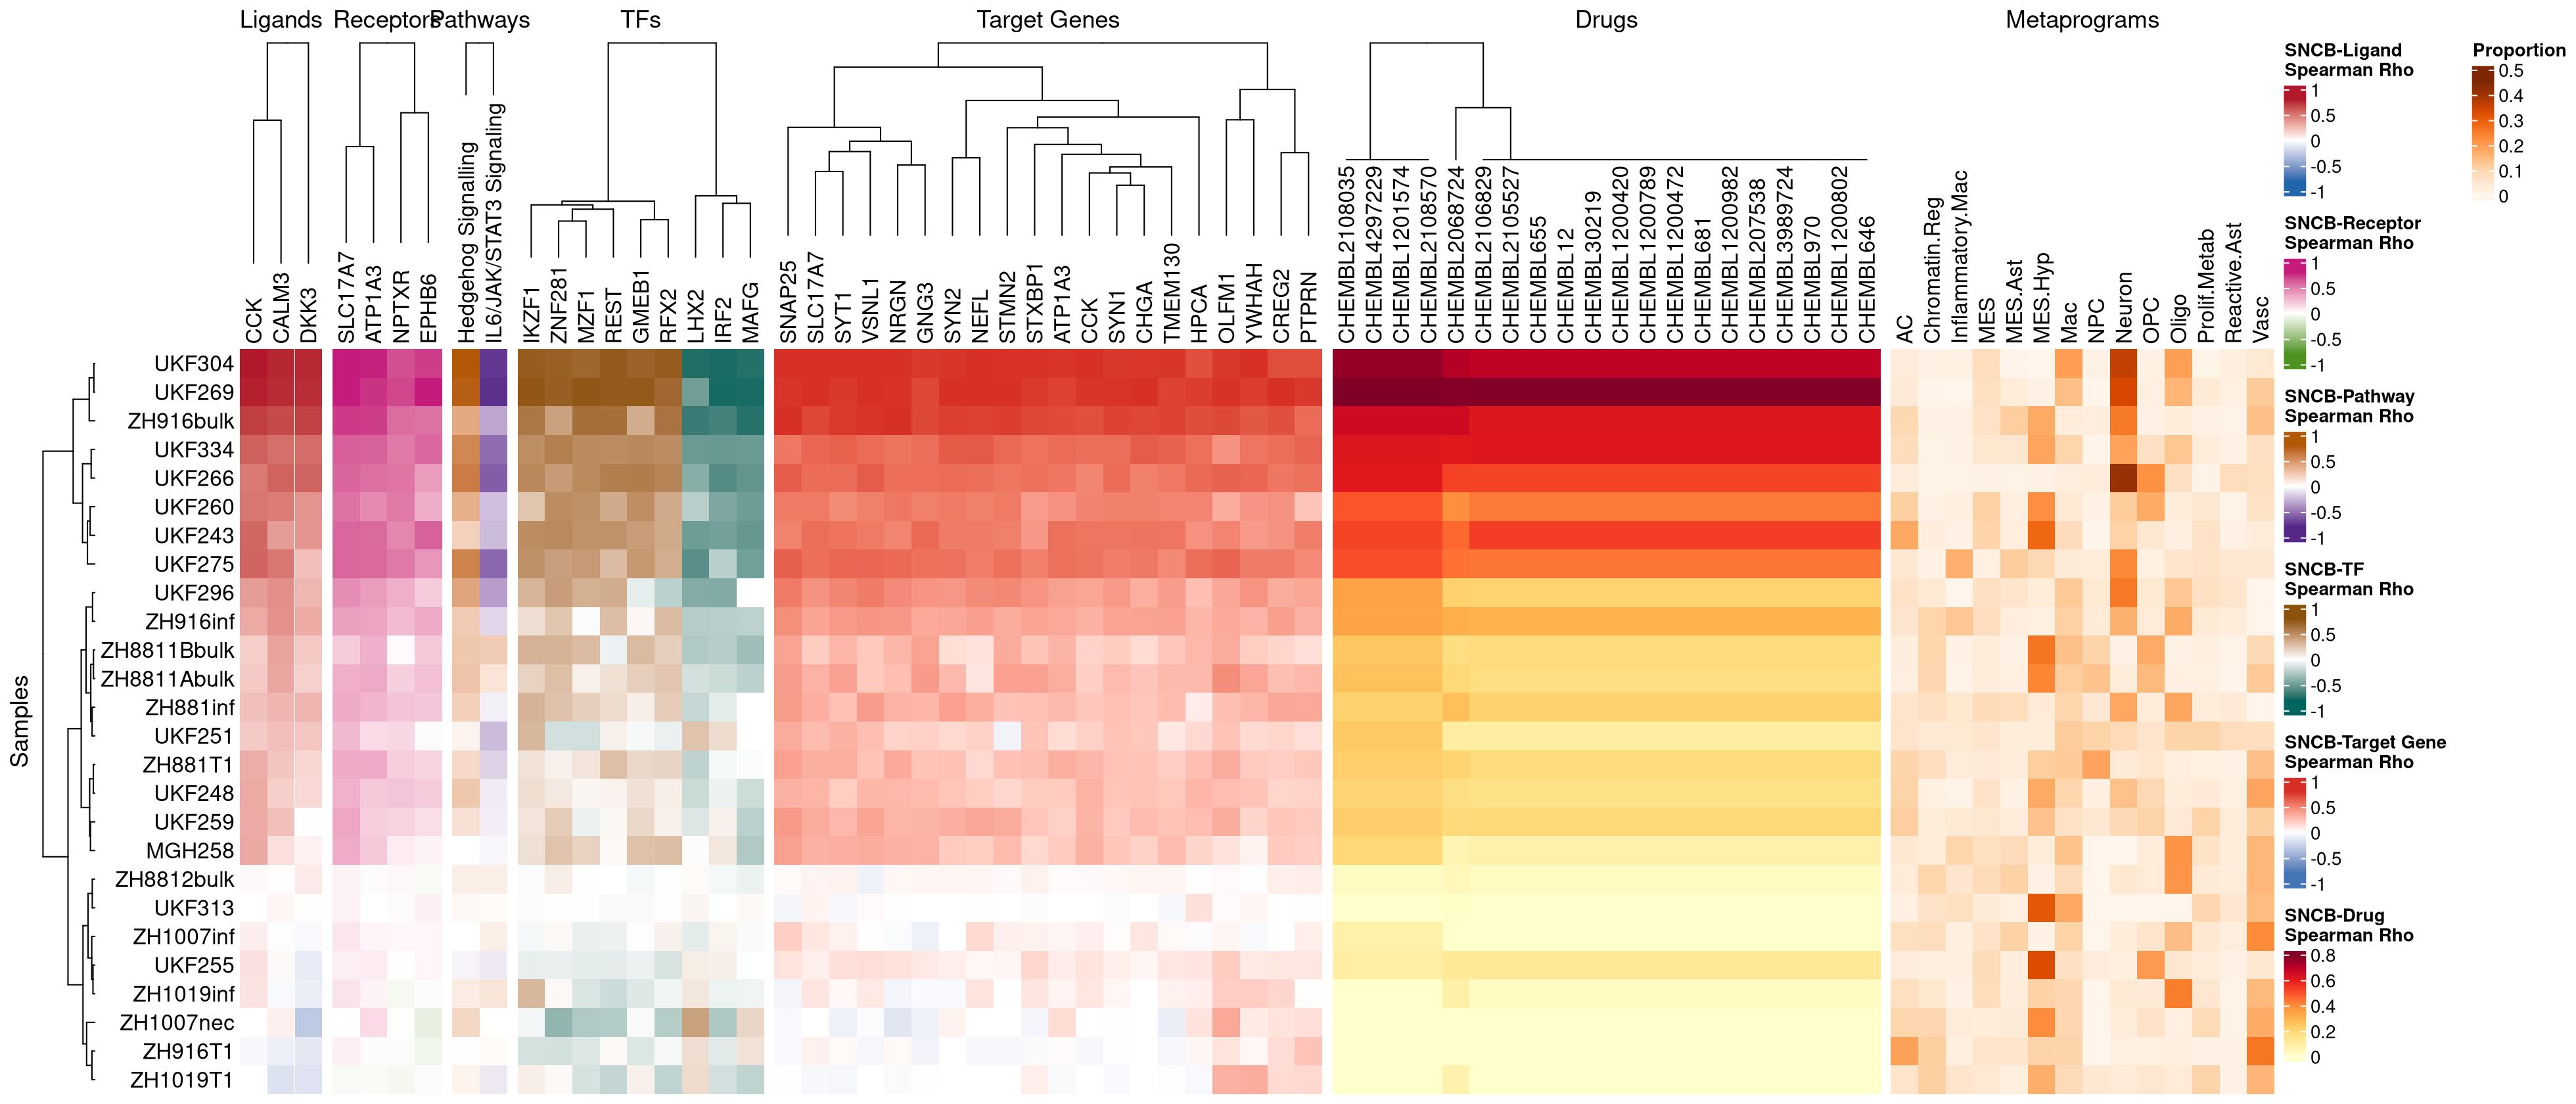 Ligands Receptors Pathways TFs Target Genes Drugs Metaprograms
CCK CALM3 DKK3
SLC17A7 ATP1A3 NPTXR EPHB6
Hedgehog Signalling IL6/JAK/STAT3 Signaling
IKZF1 ZNF281 MZF1 REST GMEB1 RFX2 LHX2 IRF2 MAFG
SNAP25 SLC17A7 SYT1 VSNL1 NRGN GNG3 SYN2 NEFL STMN2 STXBP1 ATP1A3 CCK SYN1 CHGA TMEM130 HPCA OLFM1 YWHAH CREG2 PTPRN
CHEMBL2108035 CHEMBL4297229 CHEMBL1201574 CHEMBL2108570 CHEMBL2068724 CHEMBL2106829 CHEMBL2105527 CHEMBL655 CHEMBL12 CHEMBL30219 CHEMBL1200420 CHEMBL1200789 CHEMBL1200472 CHEMBL681 CHEMBL1200982 CHEMBL207538 CHEMBL3989724 CHEMBL970 CHEMBL1200802 CHEMBL646
AC Chromatin.Reg Inflammatory.Mac MES MES.Ast MES.Hyp Mac NPC Neuron OPC Oligo Prolif.Metab Reactive.Ast Vasc
Samples
UKF304
UKF269
ZH916bulk
UKF334
UKF266
UKF260
UKF243
UKF275
UKF296
ZH916inf
ZH8811Bbulk
ZH8811Abulk
ZH881inf
UKF251
ZH881T1
UKF248
UKF259
MGH258
ZH8812bulk
UKF313
ZH1007inf
UKF255
ZH1019inf
ZH1007nec
ZH916T1
ZH1019T1
SNCB-Ligand
Spearman Rho
1
0.5
0
-0.5
-1
SNCB-Receptor
Spearman Rho
1
0.5
0
-0.5
-1
SNCB-Pathway
Spearman Rho
1
0.5
0
-0.5
-1
SNCB-TF
Spearman Rho
1
0.5
0
-0.5
-1
SNCB-Target Gene
Spearman Rho
1
0.5
0
-0.5
-1
SNCB-Drug
Spearman Rho
0.8
0.6
0.4
0.2
0
Proportion
0.5
0.4
0.3
0.2
0.1
0